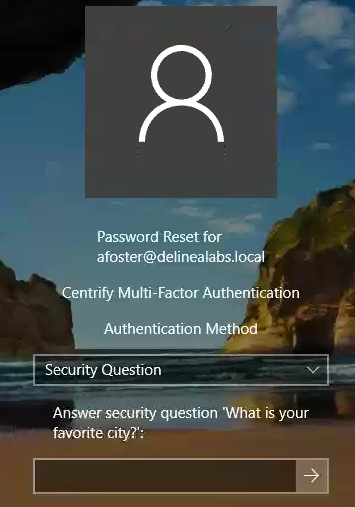 Password Reset for
afoster@delinealabs.local
Centrify Multi-Factor Authentication
Authentication Method
Security Question
Answer security question 'What is your
favorite city?':